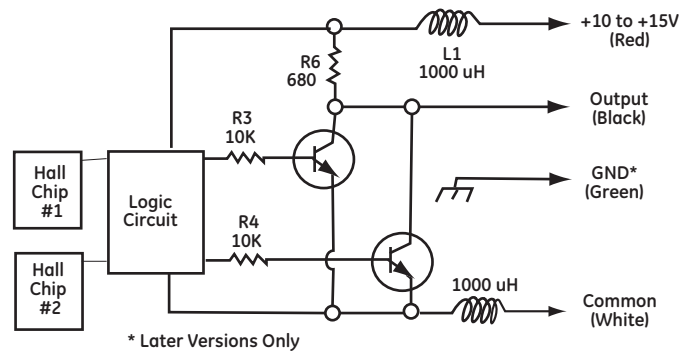 +10 to +15V
(Red)
L1
1000 uH
R6
680
Output
(Black)
R3
10K
Hall
Chip
#1
Logic
Circuit
GND*
(Green)
R4
10K
Hall
Chip
#2
1000 uH
Common
(White)
* Later Versions Only